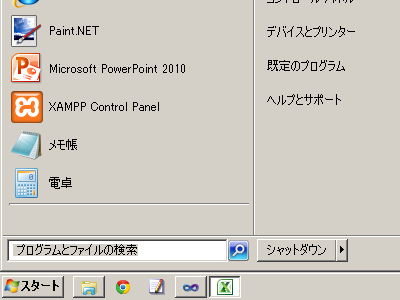 Paint.NET
Microsoft PowerPoint 2010
XAMPP Control Panel
メモ帳
電卓
デバイスとプリンター
既定のプログラム
ヘルプとサポート
プログラムとファイルの検索
シャットダウン
スタート